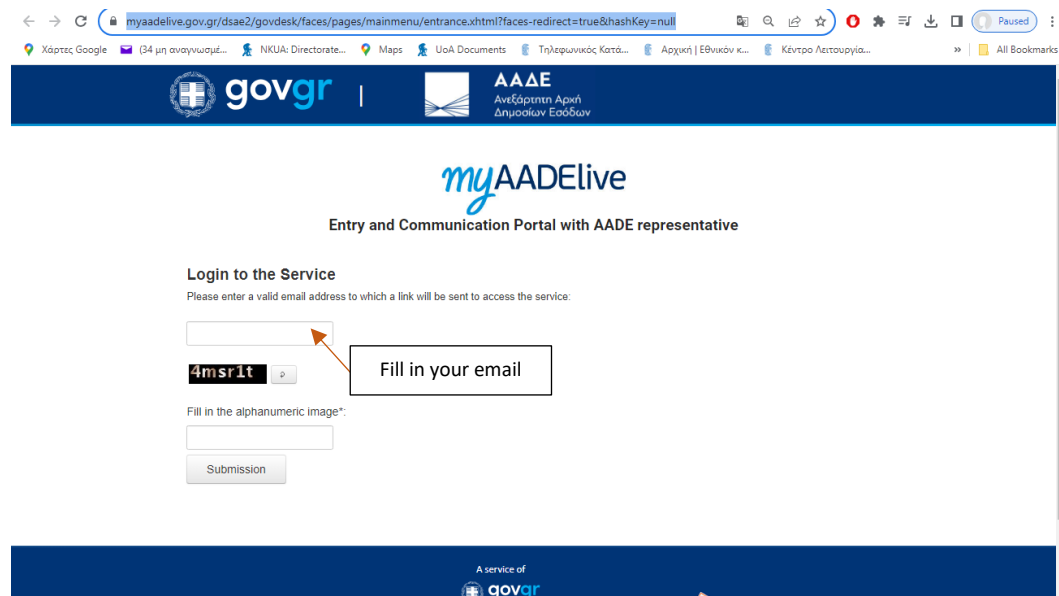 myaadelive.gov.gr/dsae2/govdesk/faces/pages/mainmenu/entrance.xhtml?faces-redirect=true&hashKey=null
Paused
Χάρτες Google (34 μη αναγνωσμέ... NKUA: Directorate... Maps UoA Documents Τηλεφωνικός Κατά... Αρχική | Εθνικόν κ... Κέντρο Λειτουργία... » All Bookmarks
govgr | ΑΑΔΕ
Ανεξάρτητη Αρχή
Δημοσίων Εσόδων
myAADElive
Entry and Communication Portal with AADE representative
Login to the Service
Please enter a valid email address to which a link will be sent to access the service:
Fill in your email
4msr1t
Fill in the alphanumeric image*:
Submission
A service of
govgr